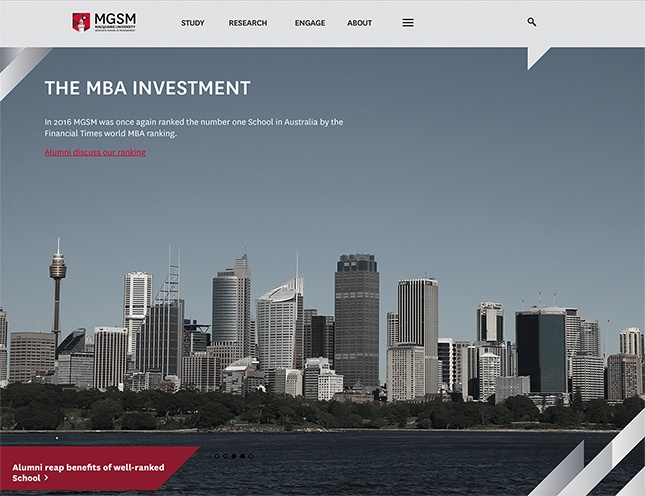 MGSM
MACQUARIE UNIVERSITY
GRADUATE SCHOOL OF MANAGEMENT
STUDY RESEARCH ENGAGE ABOUT
THE MBA INVESTMENT
In 2016 MGSM was once again ranked the number one School in Australia by the
Financial Times world MBA ranking.
Alumni discuss our ranking
Alumni reap benefits of well-ranked
School >